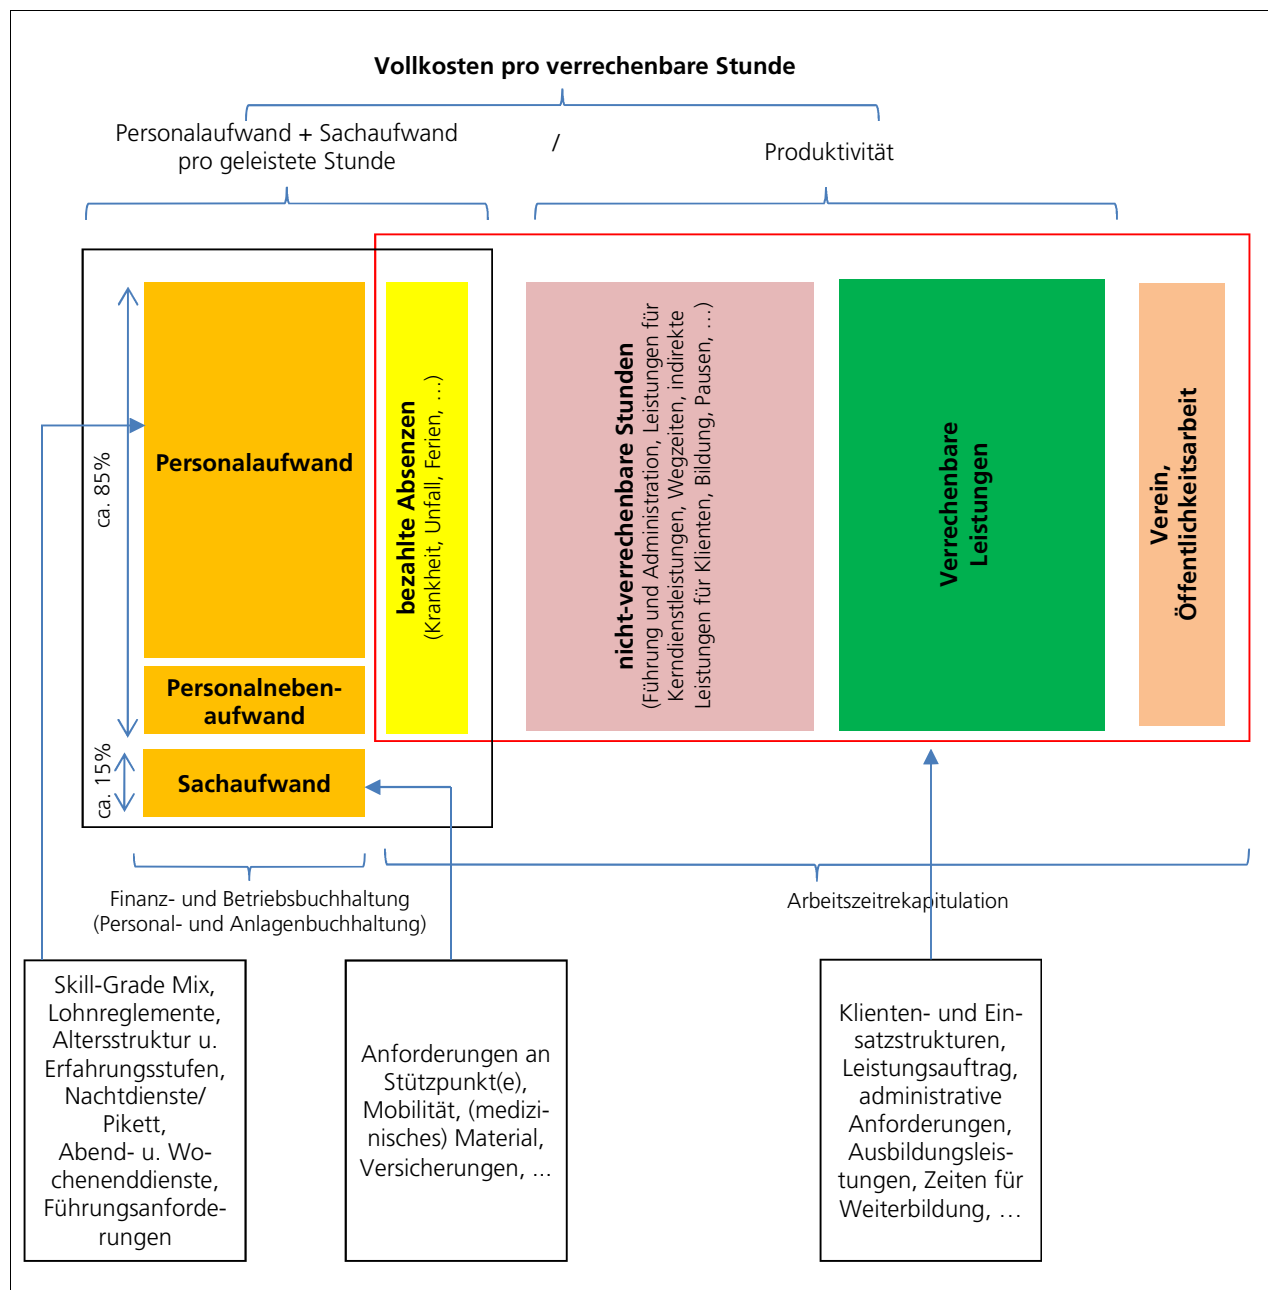 Vollkosten pro verrechenbare Stunde
Personalaufwand + Sachaufwand
pro geleistete Stunde
/
Produktivität
ca. 85%
ca. 15%
Personalaufwand
Personalneben-
aufwand
Sachaufwand
bezahlte Absenzen
(Krankheit, Unfall, Ferien, …)
nicht-verrechenbare Stunden
(Führung und Administration, Leistungen für
Kerndienstleistungen, Wegzeiten, indirekte
Leistungen für Klienten, Bildung, Pausen, …)
Verrechenbare
Leistungen
Verein,
Öffentlichkeitsarbeit
Finanz- und Betriebsbuchhaltung
(Personal- und Anlagenbuchhaltung)
Arbeitszeitrekapitulation
Skill-Grade Mix,
Lohnreglemente,
Altersstruktur u.
Erfahrungsstufen,
Nachtdienste/
Pikett,
Abend- u. Wo-
chenenddienste,
Führungsanforde-
rungen
Anforderungen an
Stützpunkt(e),
Mobilität, (medizi-
nisches) Material,
Versicherungen, ...
Klienten- und Ein-
satzstrukturen,
Leistungsauftrag,
administrative
Anforderungen,
Ausbildungsleis-
tungen, Zeiten für
Weiterbildung, …